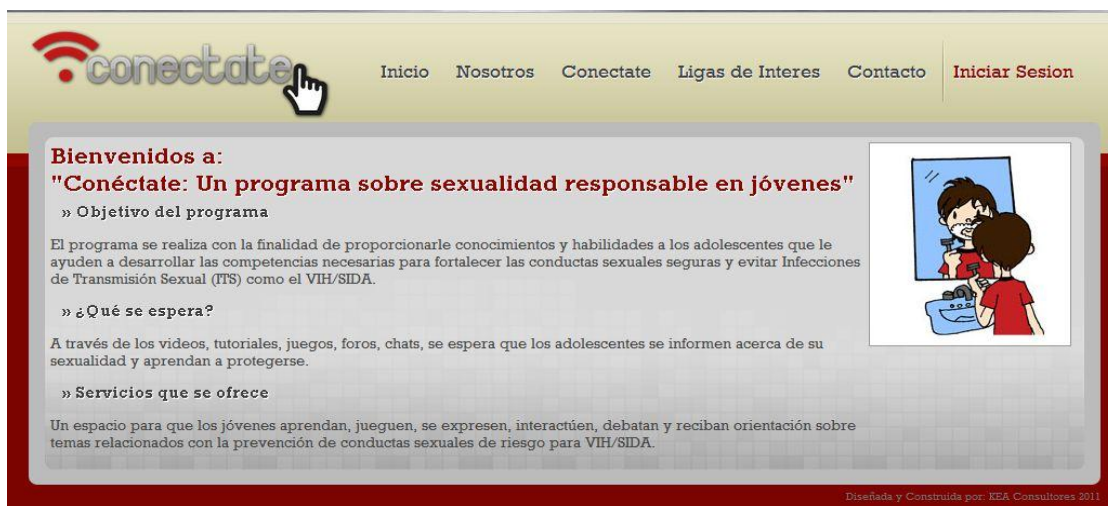 conectate
Inicio Nosotros Conectate Ligas de Interes Contacto Iniciar Sesion
Bienvenidos a:
"Conéctate: Un programa sobre sexualidad responsable en jóvenes"
» Objetivo del programa
El programa se realiza con la finalidad de proporcionarle conocimientos y habilidades a los adolescentes que le
ayuden a desarrollar las competencias necesarias para fortalecer las conductas sexuales seguras y evitar Infecciones
de Transmisión Sexual (ITS) como el VIH/SIDA.
» ¿Qué se espera?
A través de los videos, tutoriales, juegos, foros, chats, se espera que los adolescentes se informen acerca de su
sexualidad y aprendan a protegerse.
» Servicios que se ofrece
Un espacio para que los jóvenes aprendan, jueguen, se expresen, interactúen, debatan y reciban orientación sobre
temas relacionados con la prevención de conductas sexuales de riesgo para VIH/SIDA.
Diseñada y Construida por: KEA Consultores 2011